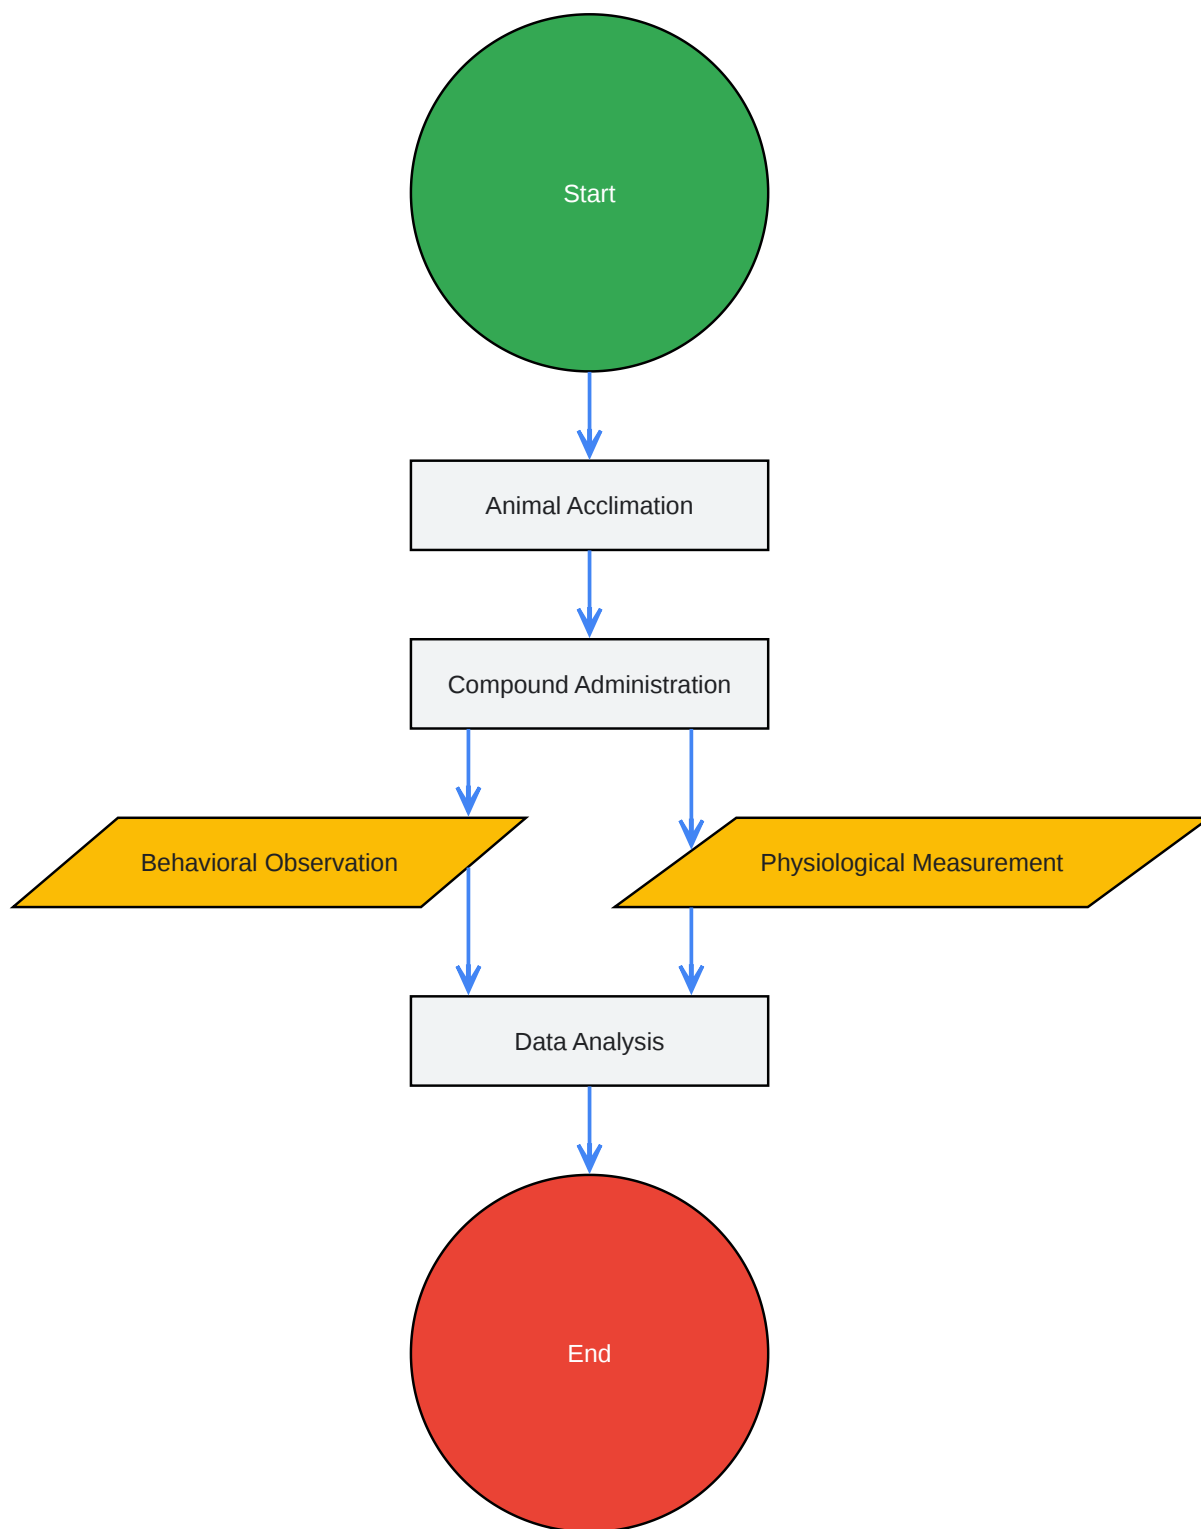 Start
Animal Acclimation
Compound Administration
Behavioral Observation
Physiological Measurement
Data Analysis
End